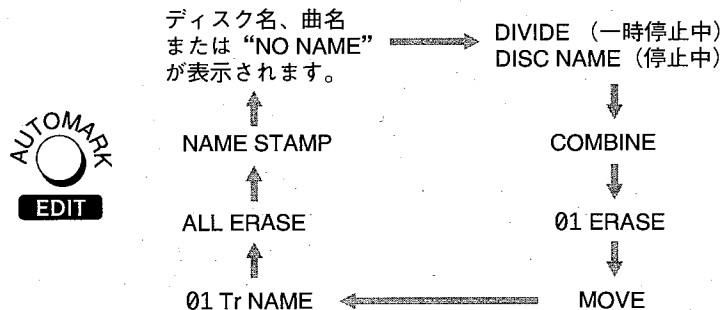 ディスク名、曲名
または“NO NAME”
が表示されます。
DIVIDE （一時停止中）
DISC NAME（停止中）
AUTOMARK
EDIT
NAME STAMP
COMBINE
ALL ERASE
01 ERASE
01 Tr NAME
MOVE